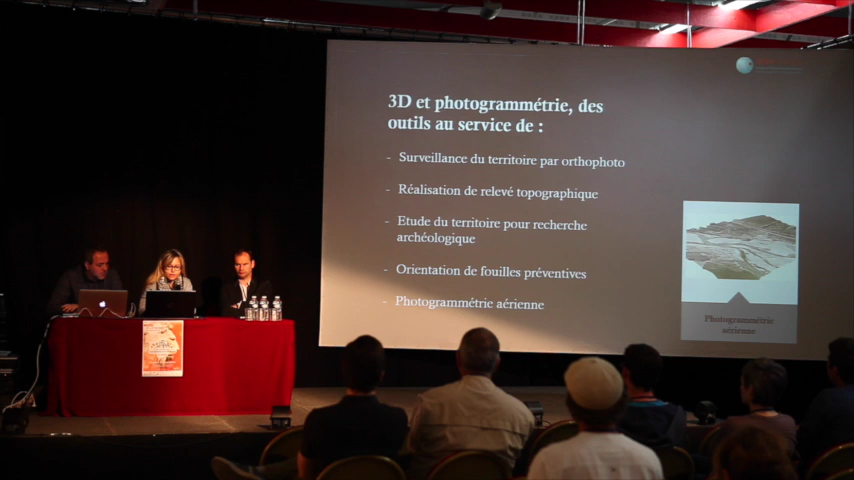 3D et photogrammétrie, des
outils au service de :
- Surveillance du territoire par orthophoto
- Réalisation de relevé topographique
- Etude du territoire pour recherche
archéologique
- Orientation de fouilles préventives
- Photogrammétrie aérienne
Photogrammétrie
aérienne